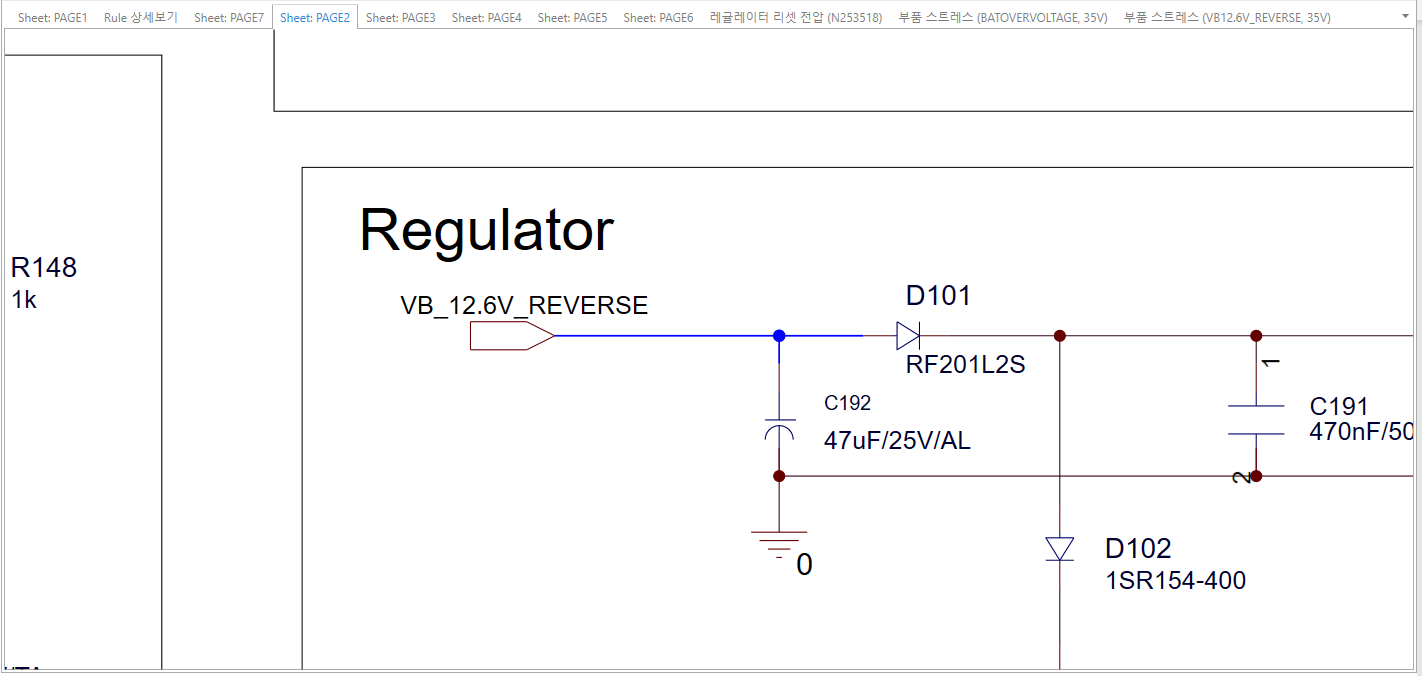 Sheet: PAGE1 Rule 상세보기 Sheet: PAGE7 Sheet: PAGE2 Sheet: PAGE3 Sheet: PAGE4 Sheet: PAGE5 Sheet: PAGE6 레귤레이터 리셋 전압 (N253518) 부품 스트레스 (BATOVERVOLTAGE, 35V) 부품 스트레스 (VB12.6V_REVERSE, 35V)
Regulator
R148
1k
VB_12.6V_REVERSE
D101
RF201L2S
1
C192
47uF/25V/AL
C191
470nF/50
2
0
D102
1SR154-400